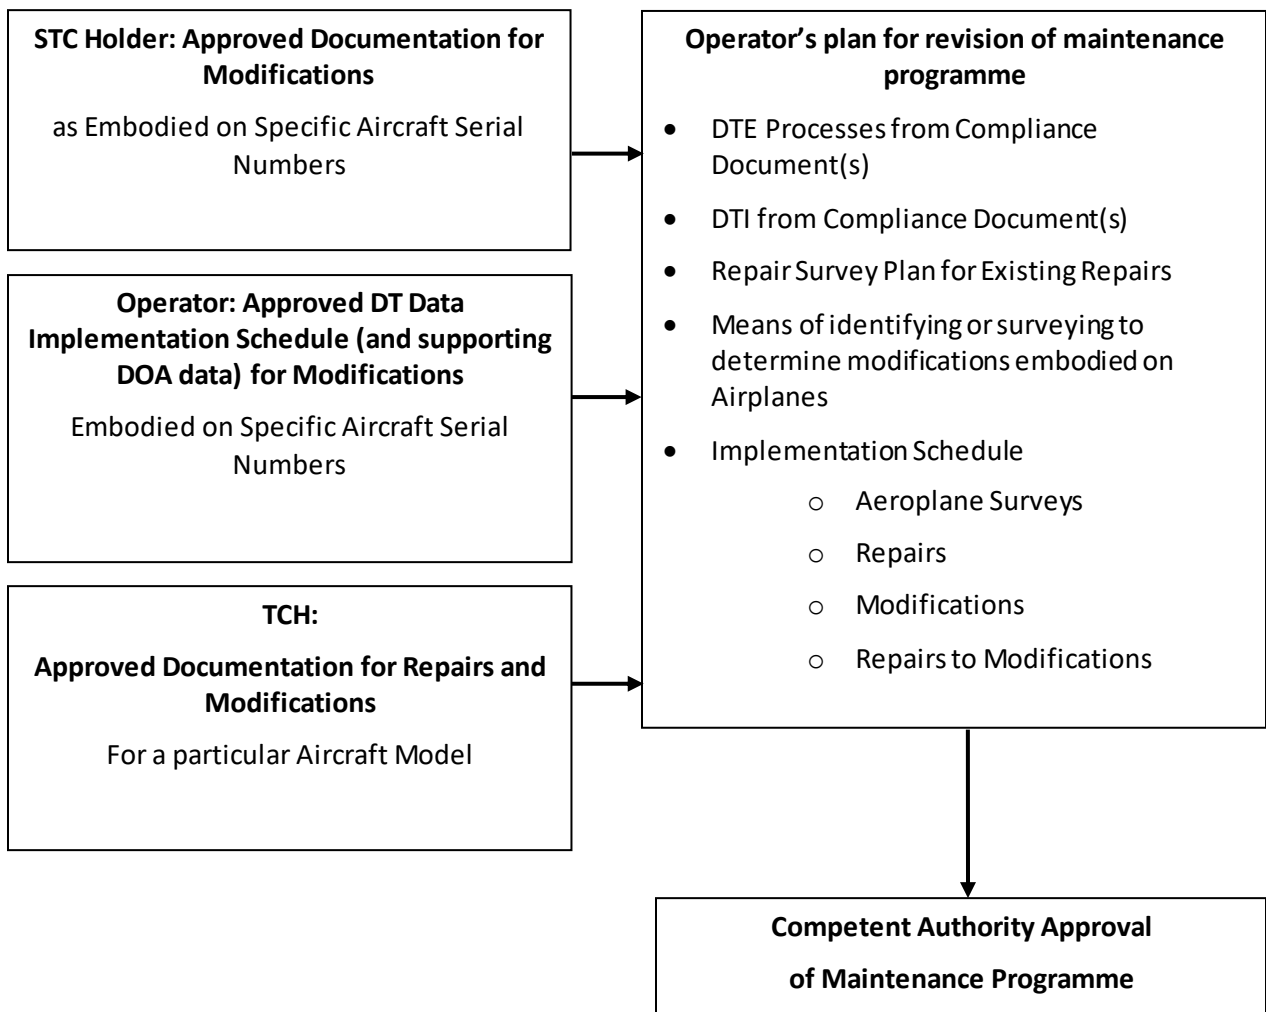 STC Holder: Approved Documentation for
Modifications
as Embodied on Specific Aircraft Serial
Numbers
Operator: Approved DT Data
Implementation Schedule (and supporting
DOA data) for Modifications
Embodied on Specific Aircraft Serial
Numbers
TCH:
Approved Documentation for Repairs and
Modifications
For a particular Aircraft Model
Operator’s plan for revision of maintenance
programme
• DTE Processes from Compliance
Document(s)
• DTI from Compliance Document(s)
• Repair Survey Plan for Existing Repairs
• Means of identifying or surveying to
determine modifications embodied on
Airplanes
• Implementation Schedule
o Aeroplane Surveys
o Repairs
o Modifications
o Repairs to Modifications
Competent Authority Approval
of Maintenance Programme